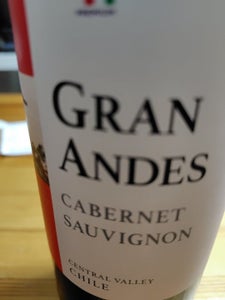 GRAN
ANDES
CABERNET
SAUVIGNON
CENTRAL VALLEY
CHILE